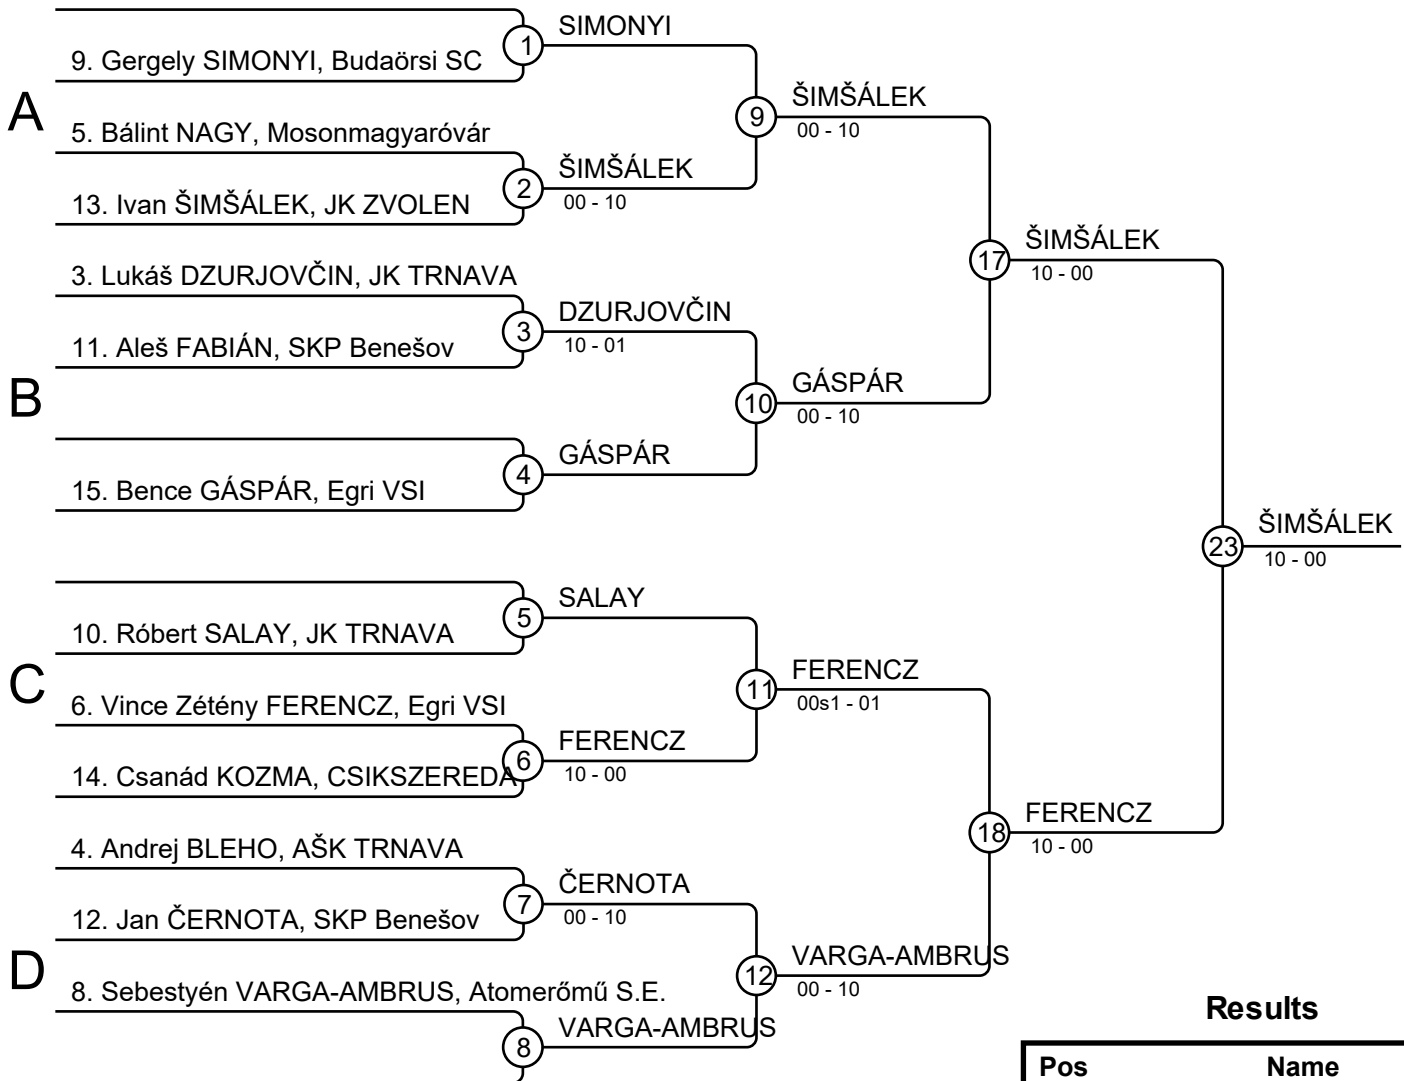 SIMONYI
1
9. Gergely SIMONYI, Budaörsi SC
A
ŠIMŠÁLEK
9
00 - 10
5. Bálint NAGY, Mosonmagyaróvár
ŠIMŠÁLEK
2
00 - 10
13. Ivan ŠIMŠÁLEK, JK ZVOLEN
ŠIMŠÁLEK
17
10 - 00
3. Lukáš DZURJOVČIN, JK TRNAVA
DZURJOVČIN
3
10 - 01
11. Aleš FABIÁN, SKP Benešov
B
GÁSPÁR
10
00 - 10
GÁSPÁR
4
15. Bence GÁSPÁR, Egri VSI
ŠIMŠÁLEK
23
10 - 00
SALAY
5
10. Róbert SALAY, JK TRNAVA
C
FERENCZ
11
00s1 - 01
6. Vince Zétény FERENCZ, Egri VSI
FERENCZ
6
10 - 00
14. Csanád KOZMA, CSIKSZEREDA
FERENCZ
18
10 - 00
4. Andrej BLEHO, AŠK TRNAVA
ČERNOTA
7
00 - 10
12. Jan ČERNOTA, SKP Benešov
D
VARGA-AMBRUS
12
00 - 10
8. Sebestyén VARGA-AMBRUS, Atomerőmű S.E.
VARGA-AMBRUS
8
Results
Pos Name